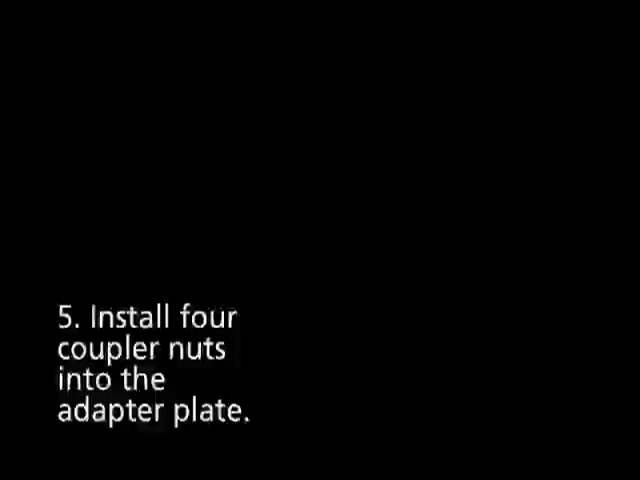 5. Install four
coupler nuts
into the
adapter plate.